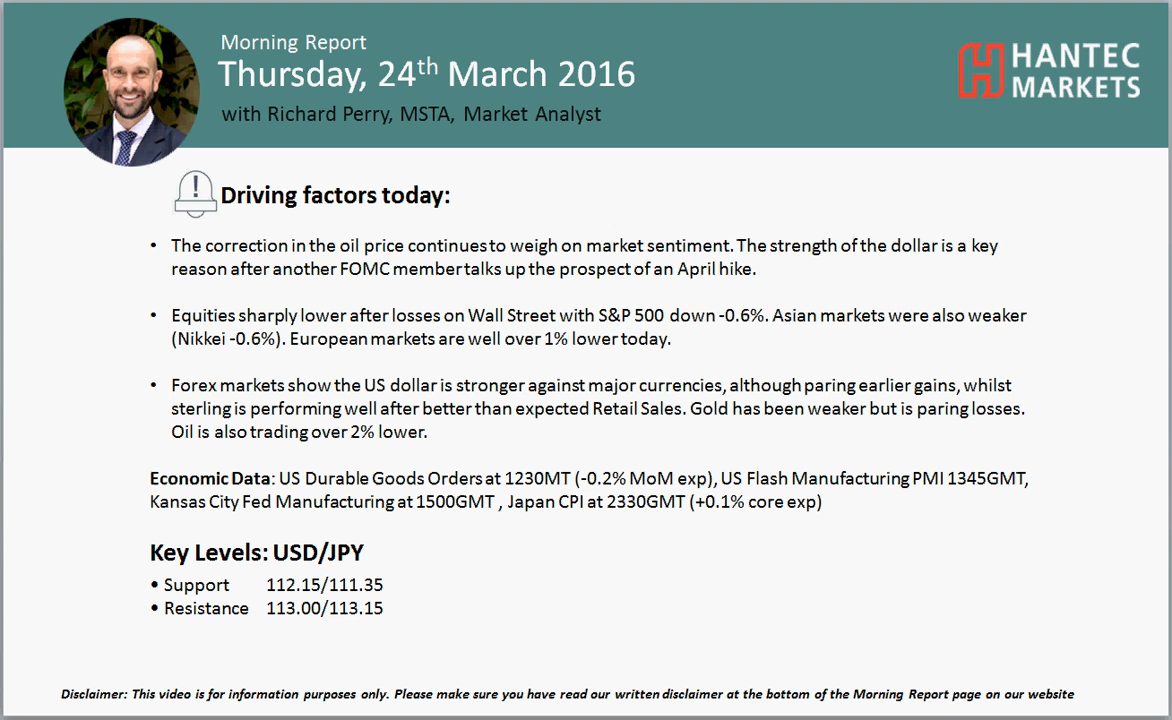 Morning Report
Thursday, 24th March 2016
with Richard Perry, MSTA, Market Analyst
HANTEC
MARKETS
Driving factors today:
• The correction in the oil price continues to weigh on market sentiment. The strength of the dollar is a key
reason after another FOMC member talks up the prospect of an April hike.
• Equities sharply lower after losses on Wall Street with S&P 500 down -0.6%. Asian markets were also weaker
(Nikkei -0.6%). European markets are well over 1% lower today.
• Forex markets show the US dollar is stronger against major currencies, although paring earlier gains, whilst
sterling is performing well after better than expected Retail Sales. Gold has been weaker but is paring losses.
Oil is also trading over 2% lower.
Economic Data: US Durable Goods Orders at 1230MT (-0.2% MoM exp), US Flash Manufacturing PMI 1345GMT,
Kansas City Fed Manufacturing at 1500GMT , Japan CPI at 2330GMT (+0.1% core exp)
Key Levels: USD/JPY
• Support 112.15/111.35
• Resistance 113.00/113.15
Disclaimer: This video is for information purposes only. Please make sure you have read our written disclaimer at the bottom of the Morning Report page on our website